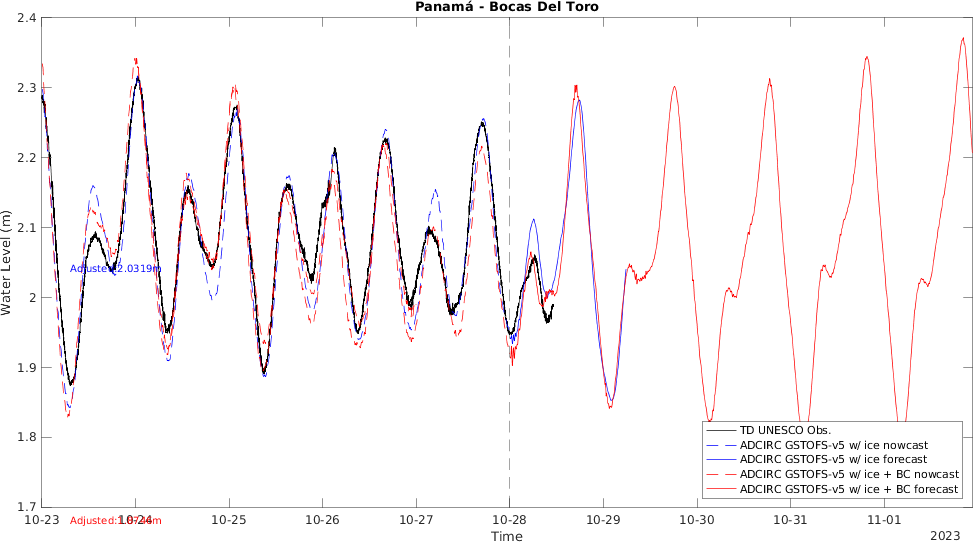 Panamá - Bocas Del Toro
2.4
2.3
2.2
2.1
2
1.9
1.8
1.7
Water Level (m)
Adjusted:2.0319m
TD UNESCO Obs.
ADCIRC GSTOFS-v5 w/ ice nowcast
ADCIRC GSTOFS-v5 w/ ice forecast
ADCIRC GSTOFS-v5 w/ ice + BC nowcast
ADCIRC GSTOFS-v5 w/ ice + BC forecast
10-23 10-24 10-25 10-26 10-27 10-28 10-29 10-30 10-31 11-01
Time
2023